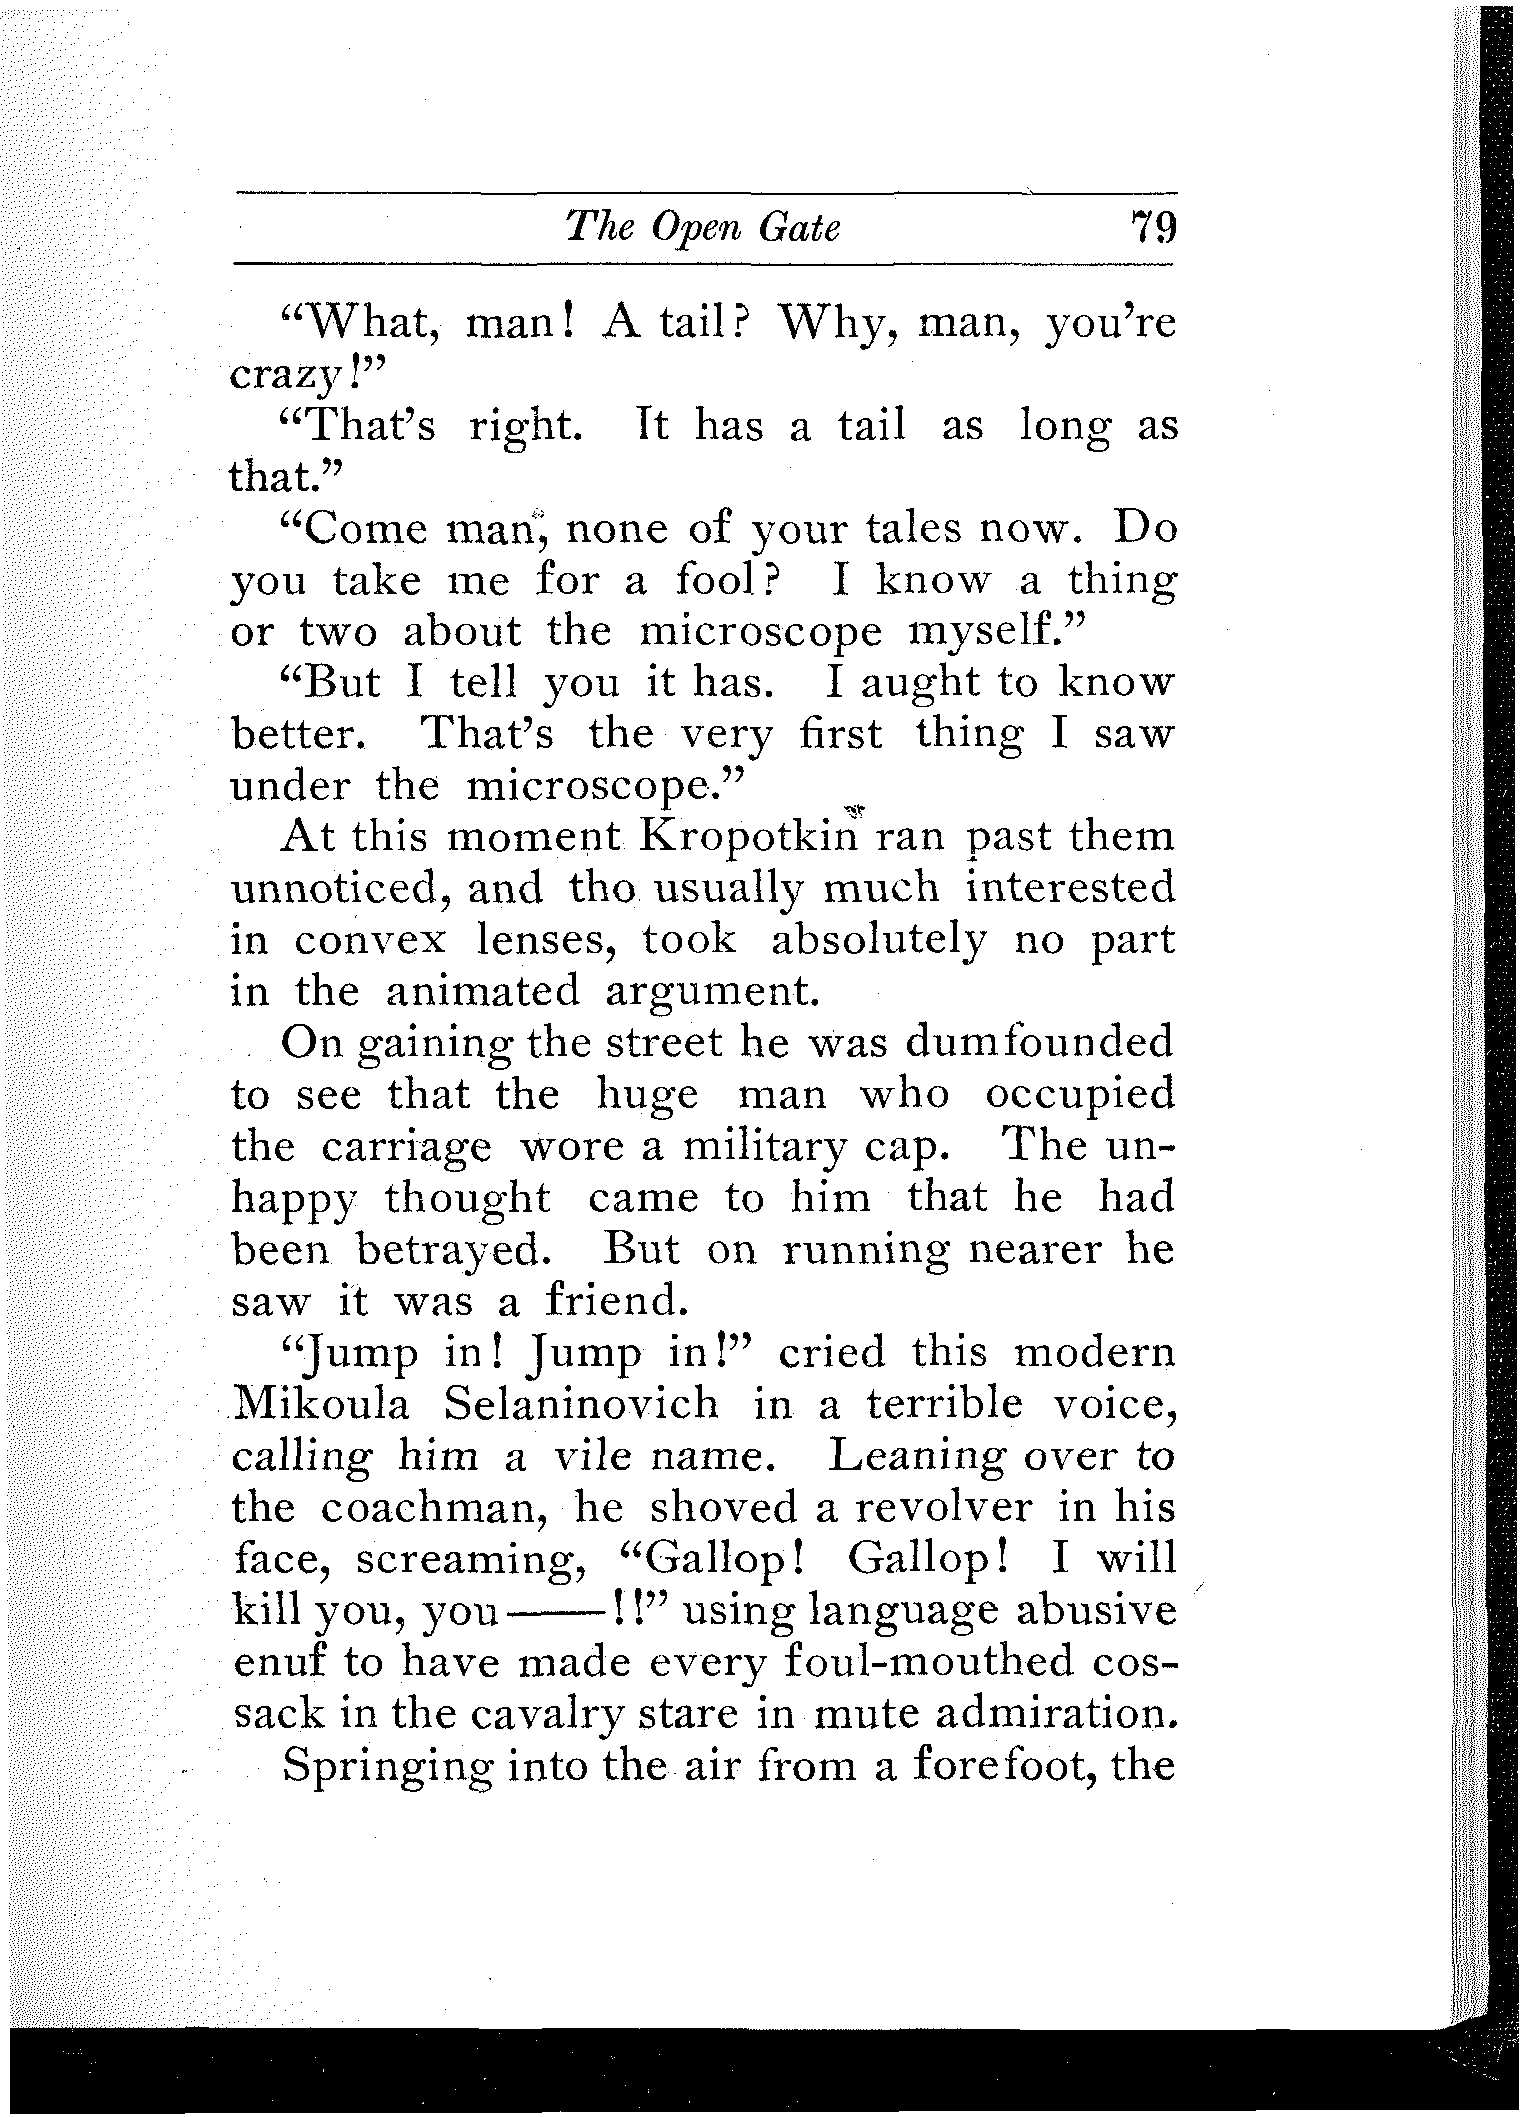 The Open Gate 79
“What, man! A tail? Why, man, you’re
crazy!”
“That’s right. It has a tail as long as
that.”
“Come man, none of your tales now. Do
you take me for a fool? I know a thing
or two about the microscope myself.”
“But I tell you it has. I aught to know
better. That’s the very first thing I saw
under the microscope.”
At this moment Kropotkin ran past them
unnoticed, and tho usually much interested
in convex lenses, took absolutely no part
in the animated argument.
On gaining the street he was dumfounded
to see that the huge man who occupied
the carriage wore a military cap. The un-
happy thought came to him that he had
been betrayed. But on running nearer he
saw it was a friend.
“Jump in! Jump in!” cried this modern
Mikoula Selaninovich in a terrible voice,
calling him a vile name. Leaning over to
the coachman, he shoved a revolver in his
face, screaming, “Gallop! Gallop! I will
kill you, you——!!” using language abusive
enuf to have made every foul-mouthed cos-
sack in the cavalry stare in mute admiration.
Springing into the air from a forefoot, the